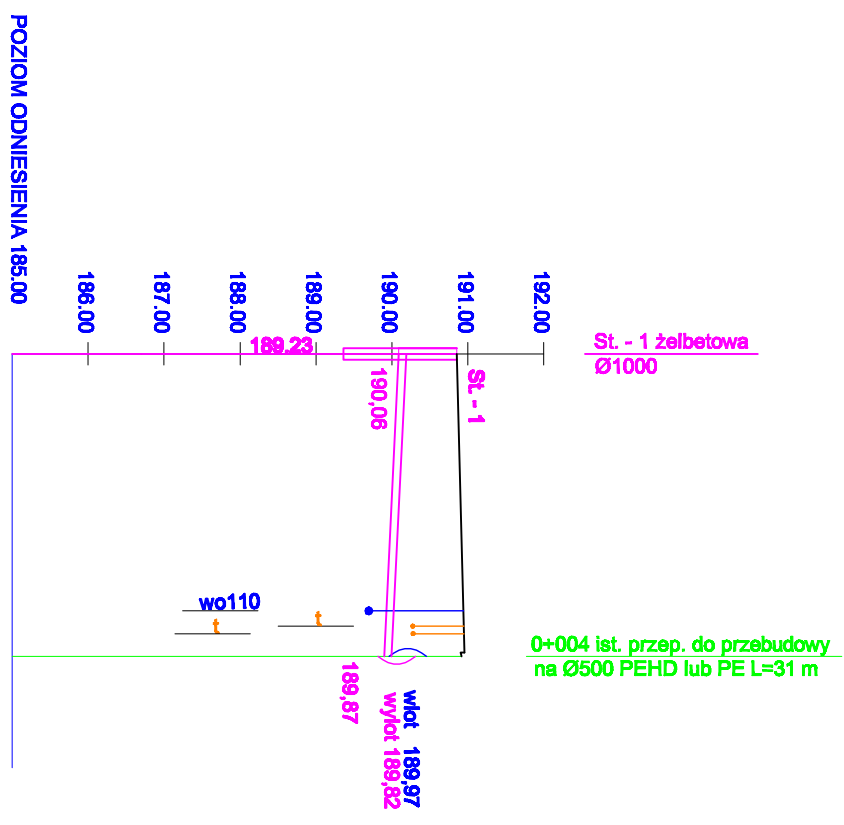 POZIOM ODNIESIENIA 185.00
186.00
187.00
188.00
189.00
190.00
191.00
192.00
St. - 1 żelbetowa
Ø1000
189,23
190,06
St. - 1
wo110
t
t
0+004 ist. przep. do przebudowy
na Ø500 PEHD lub PE L=31 m
189,87
wlot 189,97
wylot 189,82